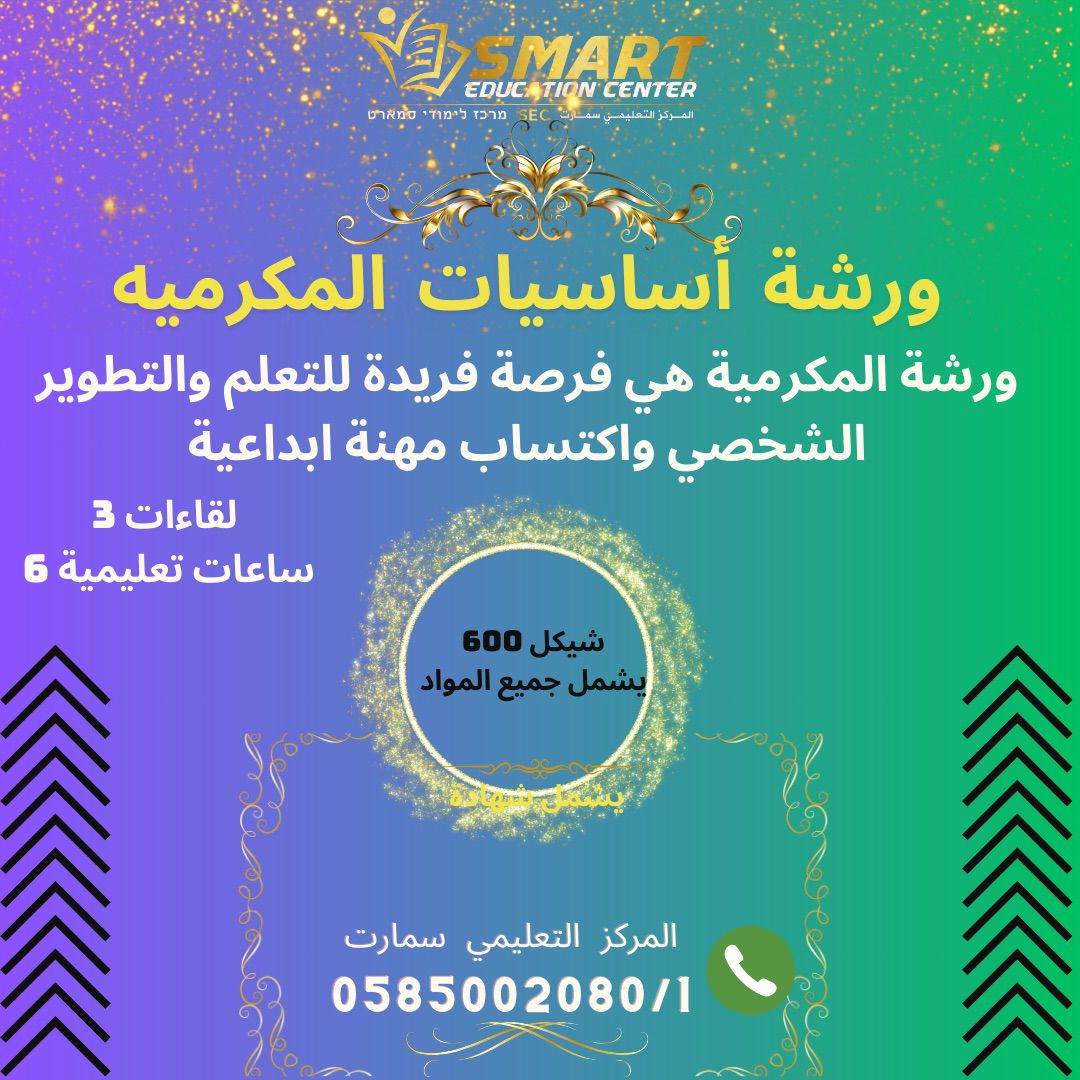 SMART
EDUCATION CENTER
מרכז לימודי סמארט SEC المركز التعليمي سمارت
ورشة أساسيات المكرميه
ورشة المكرمية هي فرصة فريدة للتعلم والتطوير
الشخصي واكتساب مهنة ابداعية
لقاءات 3
ساعات تعليمية 6
شيكل 600
يشمل جميع المواد
يشمل شهادة
المركز التعليمي سمارت
0585002080/1